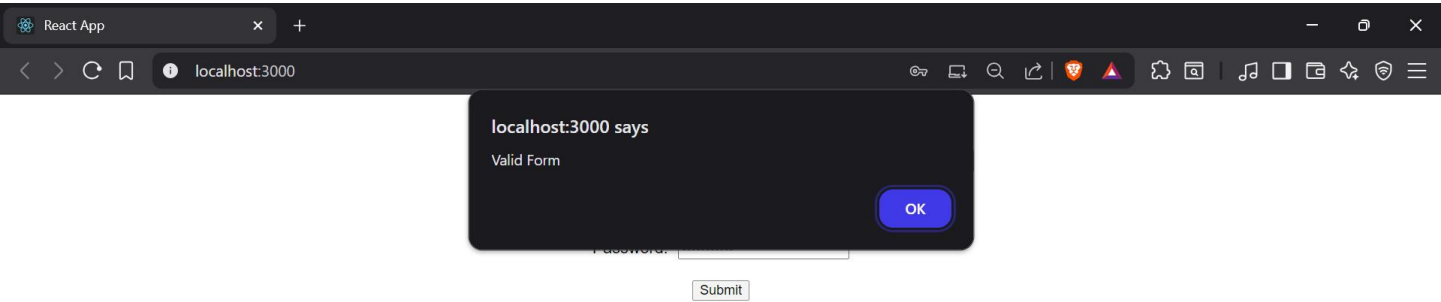 React App
localhost:3000
localhost:3000 says
Valid Form
OK
Password:
Submit